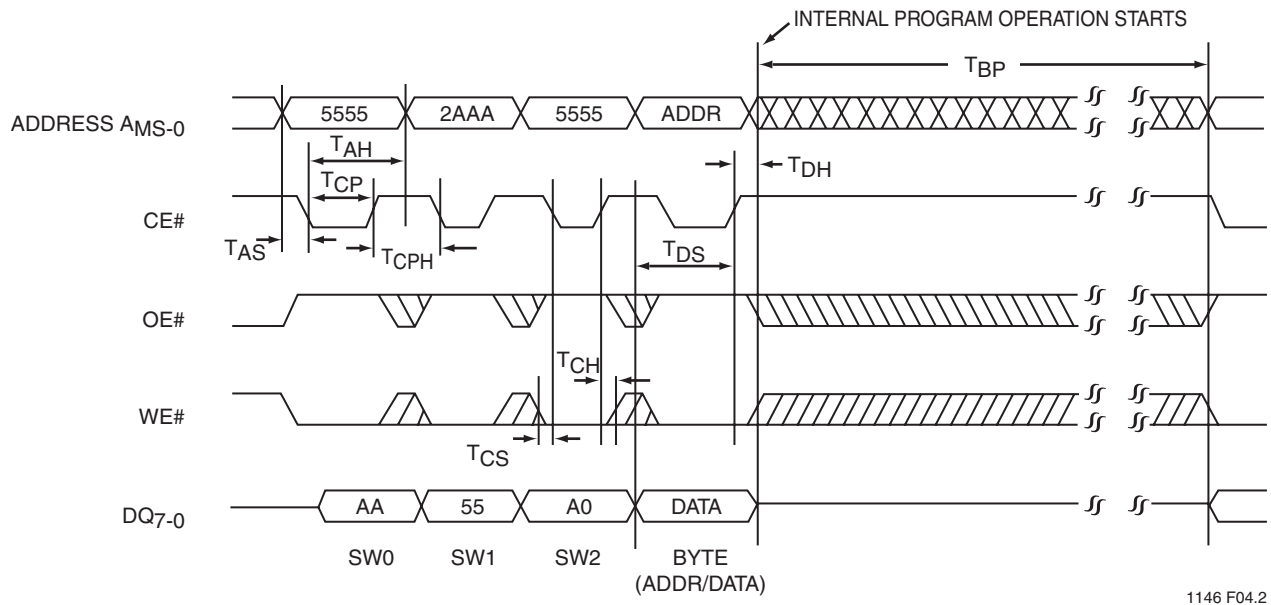 INTERNAL PROGRAM OPERATION STARTS
TBP
ADDRESS AMS-0
5555 2AAA 5555 ADDR
TAH
TDH
TCP
CE#
TAS
TCPH
TDS
OE#
TCH
WE#
TCS
DQ7-0
AA 55 A0 DATA
SW0 SW1 SW2 BYTE
(ADDR/DATA)
1146 F04.2